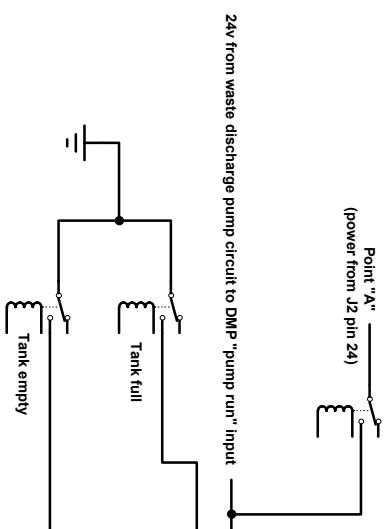 Point "A"
(power from J2 pin 24)
24v from waste discharge pump circuit to DMP "pump run" input
Tank full
Tank empty